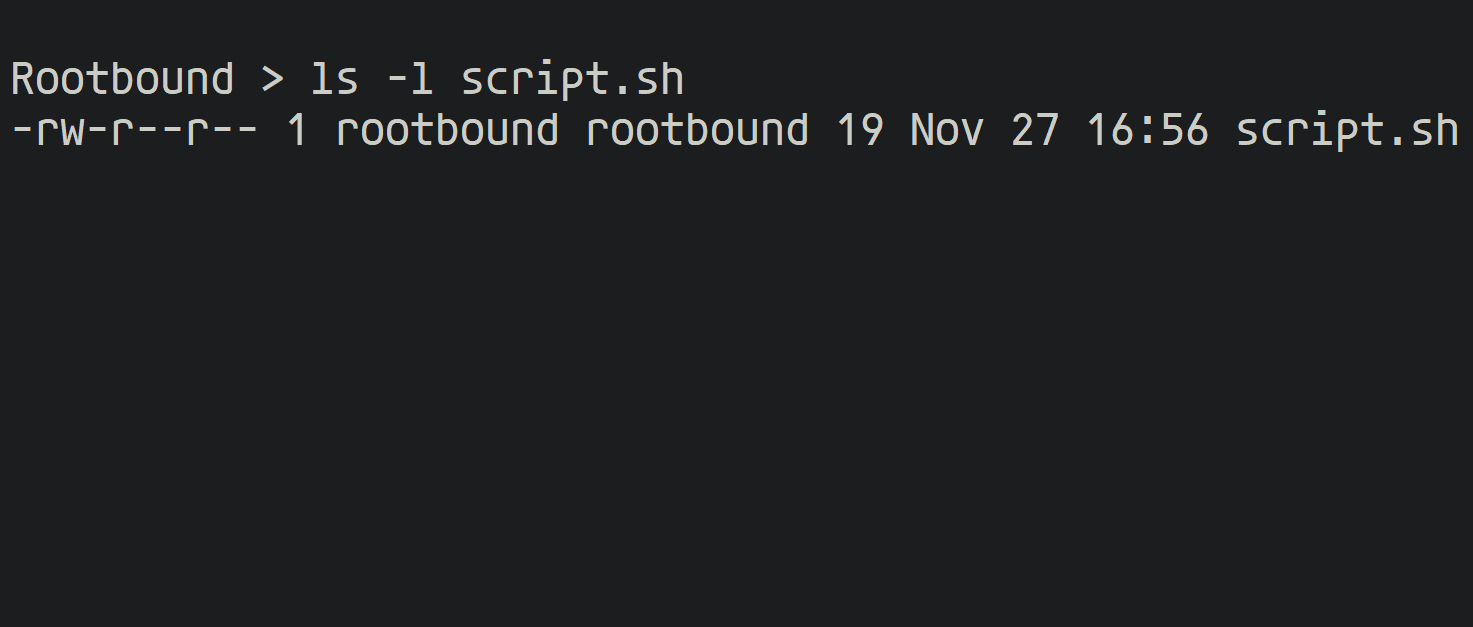 Rootbound > ls -l script.sh
-rw-r--r-- 1 rootbound rootbound 19 Nov 27 16:56 script.sh